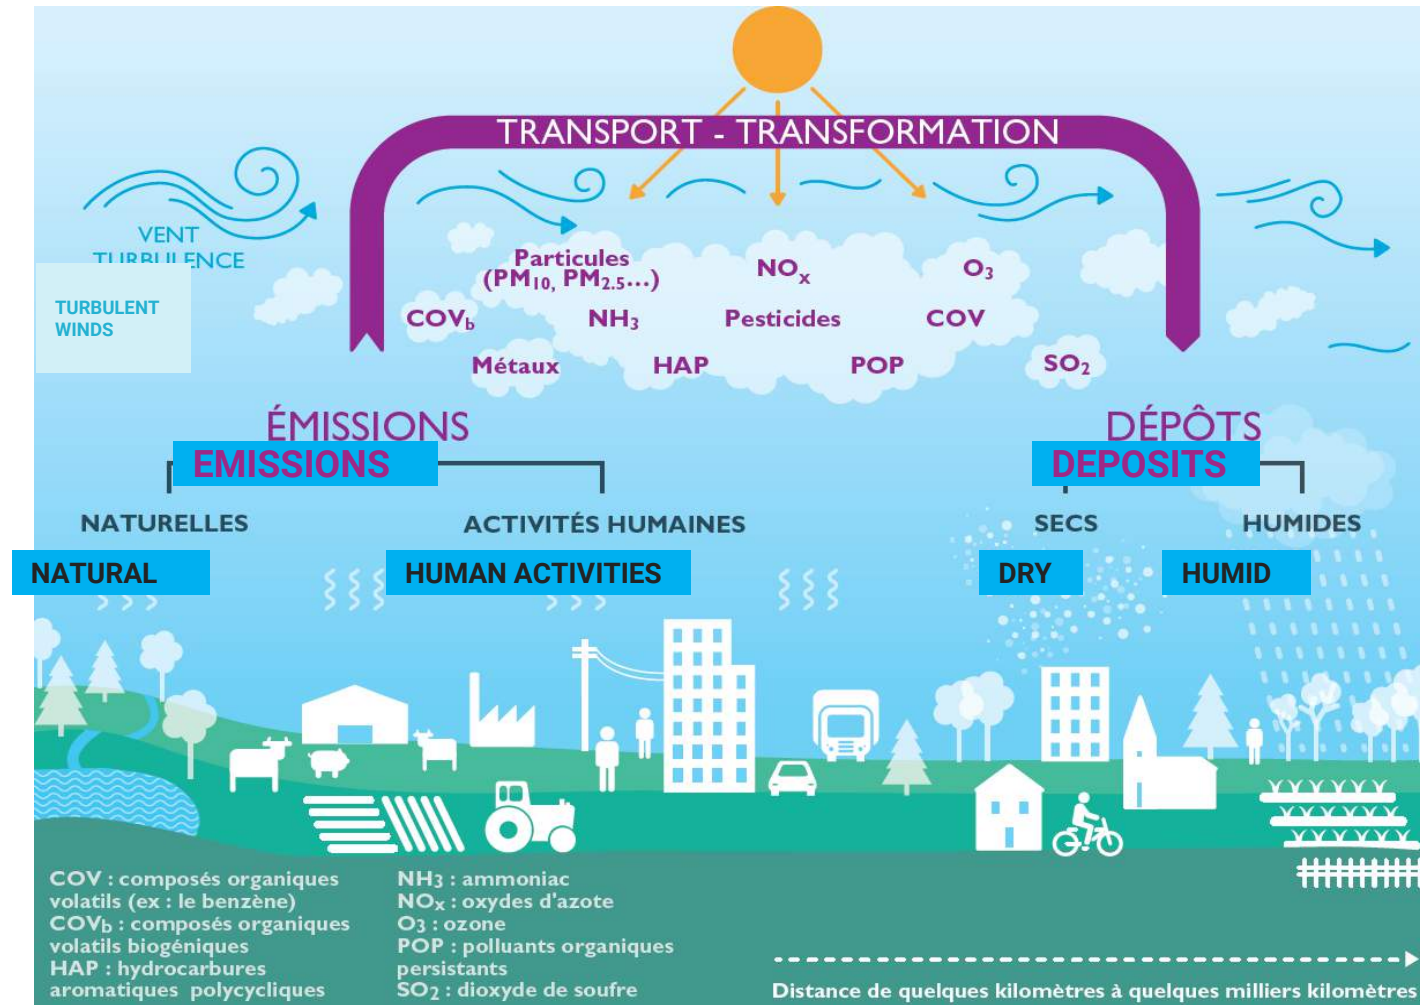 TRANSPORT - TRANSFORMATION
VENT
TURBULENCE
TURBULENT
WINDS
Particules
(PM10, PM2.5...)
NOx
O3
COVb
NH3
Pesticides
COV
Métaux
HAP
POP
SO2
ÉMISSIONS
EMISSIONS
DÉPÔTS
DEPOSITS
NATURELLES
ACTIVITÉS HUMAINES
SECS
HUMIDES
NATURAL
HUMAN ACTIVITIES
DRY
HUMID
COV : composés organiques
volatils (ex : le benzène)
COVb : composés organiques
volatils biogéniques
HAP : hydrocarbures
aromatiques polycycliques
NH3 : ammoniac
NOx : oxydes d'azote
O3 : ozone
POP : polluants organiques
persistants
SO2 : dioxyde de soufre
Distance de quelques kilomètres à quelques milliers kilomètres